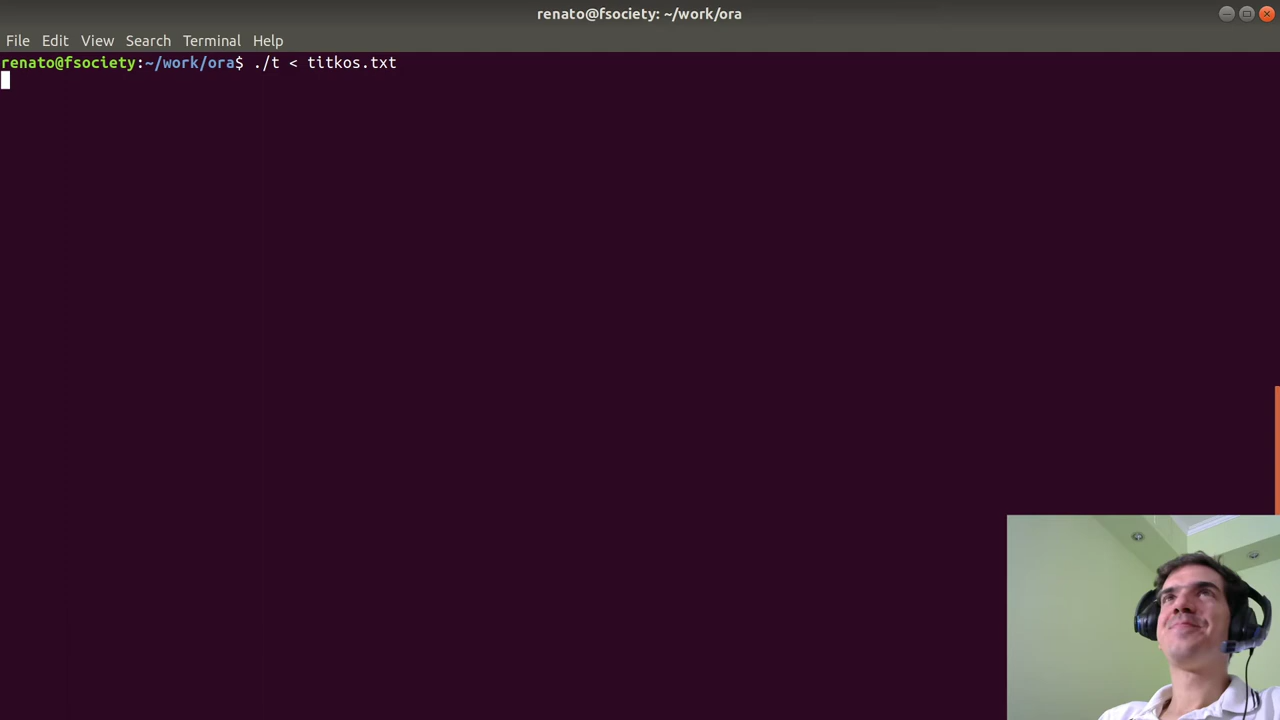 renato@fsociety: ~/work/ora
File Edit View Search Terminal Help
renato@fsociety:~/work/ora$ ./t < titkos.txt